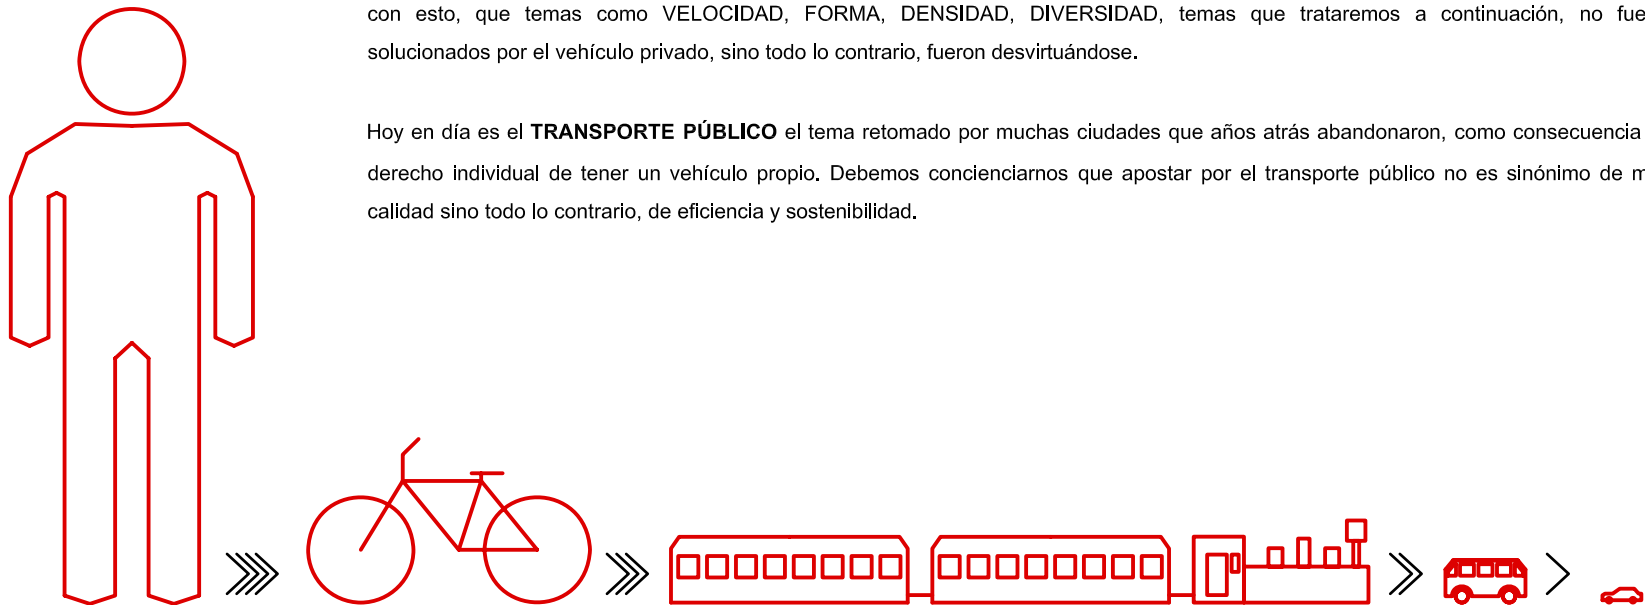 con esto, que temas como VELOCIDAD, FORMA, DENSIDAD, DIVERSIDAD, temas que trataremos a continuación, no fue
solucionados por el vehículo privado, sino todo lo contrario, fueron desvirtuándose.
Hoy en día es el TRANSPORTE PÚBLICO el tema retomado por muchas ciudades que años atrás abandonaron, como consecuencia
derecho individual de tener un vehículo propio. Debemos concienciarnos que apostar por el transporte público no es sinónimo de m
calidad sino todo lo contrario, de eficiencia y sostenibilidad.